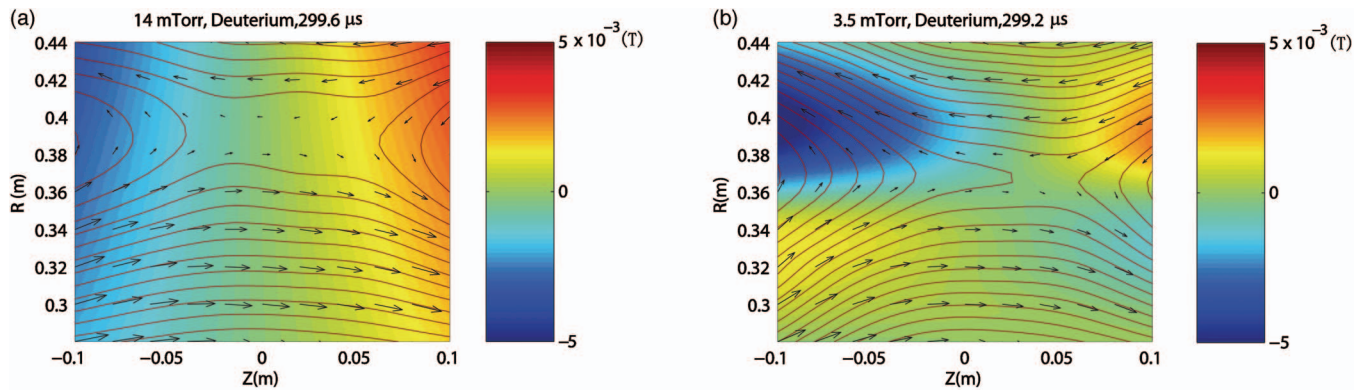 (a) 14 mTorr, Deuterium,299.6 μs
0.44
0.42
0.4
0.38
0.36
0.34
0.32
0.3
R (m)
−0.1 −0.05 0 0.05 0.1
Z(m)
5 x 10⁻³ (T)
0
−5
(b) 3.5 mTorr, Deuterium,299.2 μs
0.44
0.42
0.4
0.38
0.36
0.34
0.32
0.3
R(m)
−0.1 −0.05 0 0.05 0.1
Z(m)
5 x 10⁻³ (T)
0
−5